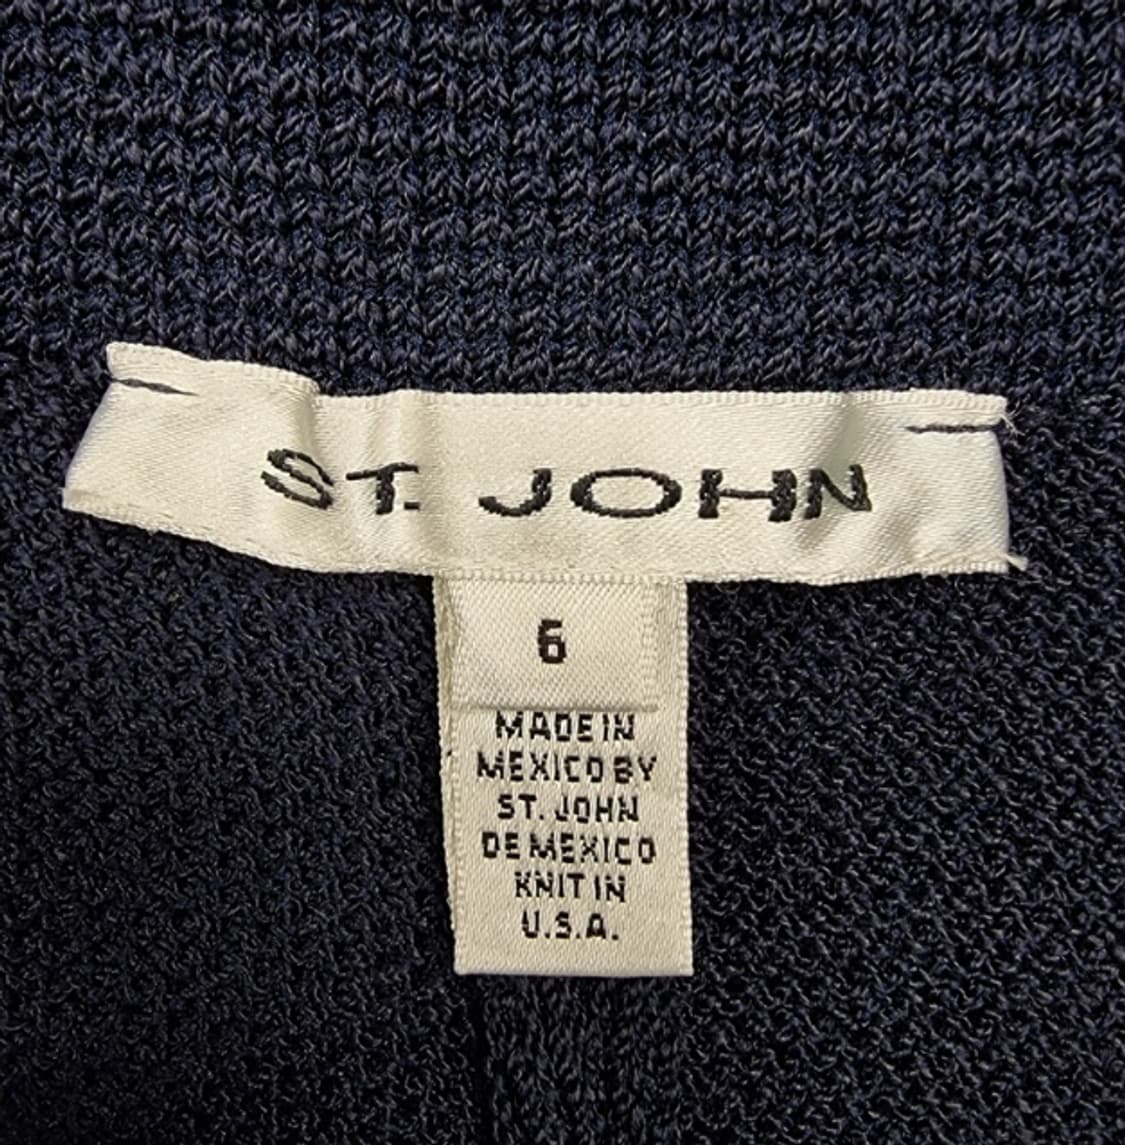 ST. JOHN
6
MADE IN
MEXICO BY
ST. JOHN
DE MEXICO
KNIT IN
U.S.A.